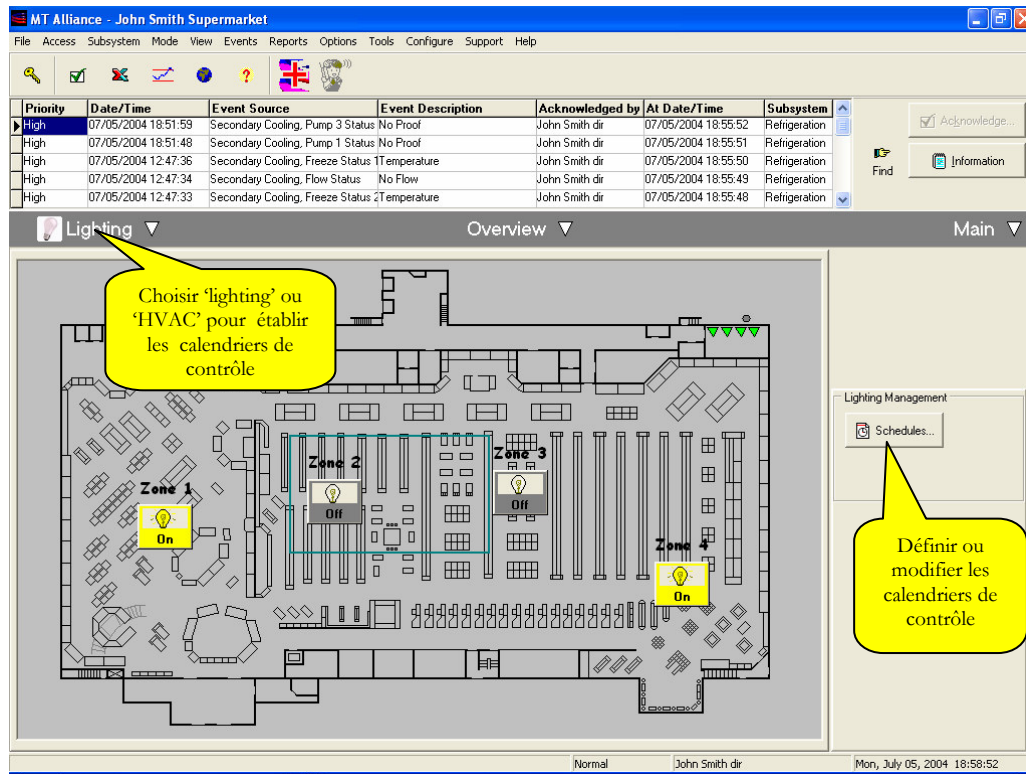 MT Alliance - John Smith Supermarket
File Access Subsystem Mode View Events Reports Options Tools Configure Support Help
Priority Date/Time Event Source Event Description Acknowledged by At Date/Time Subsystem
High 07/05/2004 18:51:59 Secondary Cooling, Pump 3 Status No Proof John Smith dir 07/05/2004 18:55:52 Refrigeration
High 07/05/2004 18:51:48 Secondary Cooling, Pump 1 Status No Proof John Smith dir 07/05/2004 18:55:51 Refrigeration
High 07/05/2004 12:47:36 Secondary Cooling, Freeze Status 1 Temperature John Smith dir 07/05/2004 18:55:50 Refrigeration
High 07/05/2004 12:47:34 Secondary Cooling, Flow Status No Flow John Smith dir 07/05/2004 18:55:49 Refrigeration
High 07/05/2004 12:47:33 Secondary Cooling, Freeze Status 2 Temperature John Smith dir 07/05/2004 18:55:48 Refrigeration
Acknowledge...
Find
Information
Lighting Overview Main
Choisir ‘lighting’ ou
‘HVAC’ pour établir
les calendriers de
contrôle
Lighting Management
Schedules...
Zone 1
On
Zone 2
Off
Zone 3
Off
Zone 4
On
Définir ou
modifier les
calendriers de
contrôle
Normal John Smith dir Mon, July 05, 2004 18:58:52